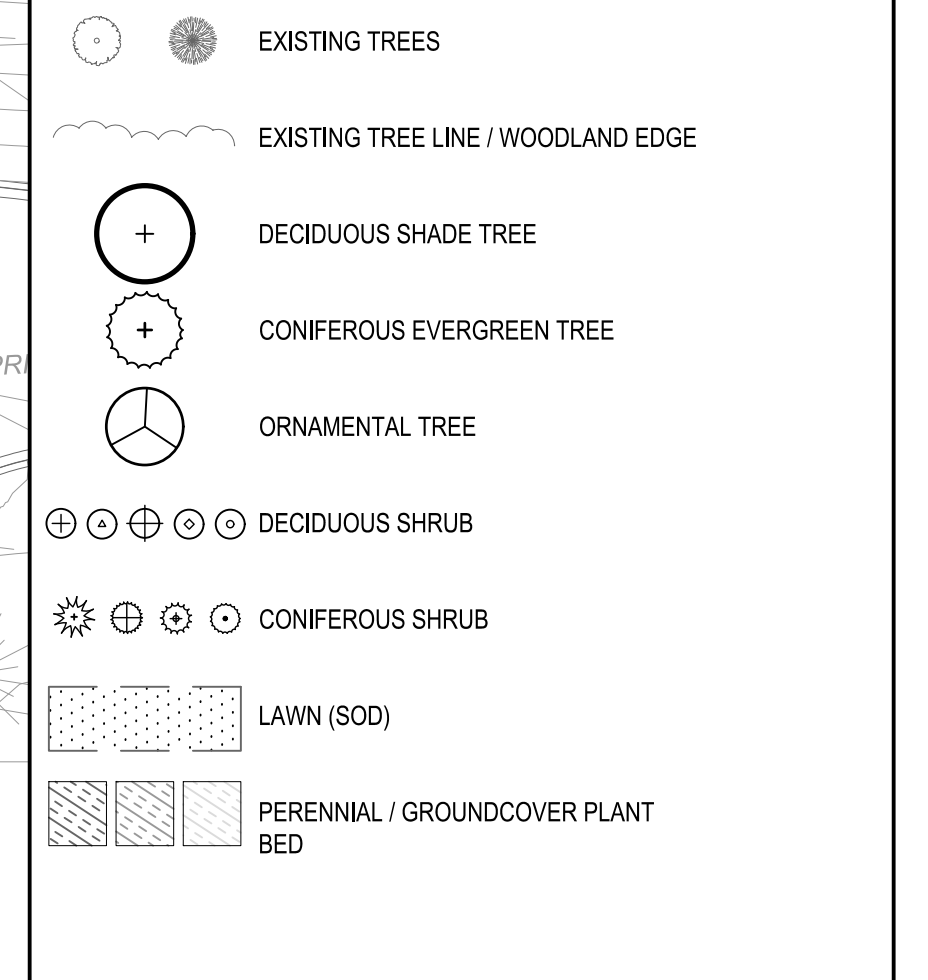 EXISTING TREES
EXISTING TREE LINE / WOODLAND EDGE
DECIDUOUS SHADE TREE
CONIFEROUS EVERGREEN TREE
PRI
ORNAMENTAL TREE
DECIDUOUS SHRUB
CONIFEROUS SHRUB
LAWN (SOD)
PERENNIAL / GROUNDCOVER PLANT
BED